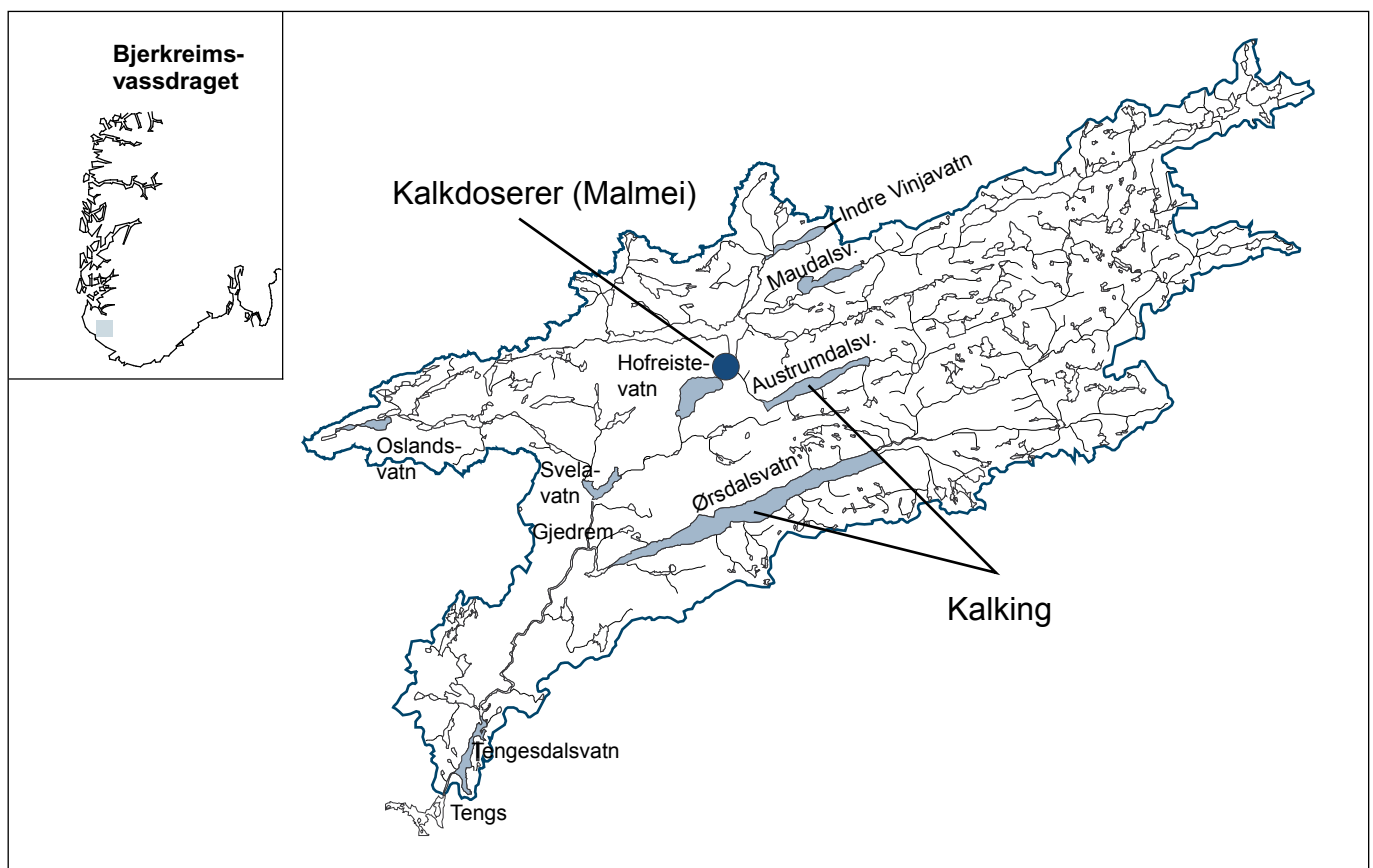 Bjerkreims-
vassdraget
Kalkdoserer (Malmei)
Indre Vinjavatn
Maudalsv.
Hofreiste-
vatn
Austrumdalsv.
Oslands-
vatn
Svela-
vatn
Ørsdalsvatn
Gjedrem
Kalking
Tengesdalsvatn
Tengs